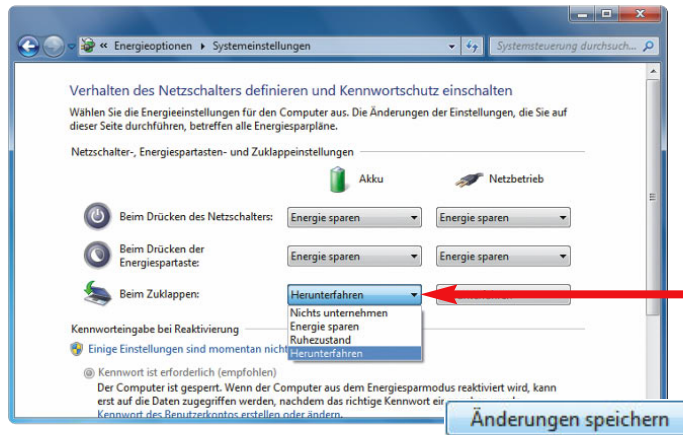 « Energieoptionen Systemeinstellungen
Systemsteuerung durchsuch...
Verhalten des Netzschalters definieren und Kennwortschutz einschalten
Wählen Sie die Energieeinstellungen für den Computer aus. Die Änderungen der Einstellungen, die Sie auf
dieser Seite durchführen, betreffen alle Energiesparpläne.
Netzschalter-, Energiespartasten- und Zuklappeinstellungen
Akku Netzbetrieb
Beim Drücken des Netzschalters: Energie sparen Energie sparen
Beim Drücken der
Energiespartaste: Energie sparen Energie sparen
Beim Zuklappen: Herunterfahren
Nichts unternehmen
Energie sparen
Ruhezustand
Herunterfahren
Kennworteingabe bei Reaktivierung
Einige Einstellungen sind momentan nicht
Kennwort ist erforderlich (empfohlen)
Der Computer ist gesperrt. Wenn der Computer aus dem Energiesparmodus reaktiviert wird, kann
erst auf die Daten zugegriffen werden, nachdem das richtige Kennwort
Kennwort des Benutzerkontos erstellen oder ändern.
Änderungen speichern